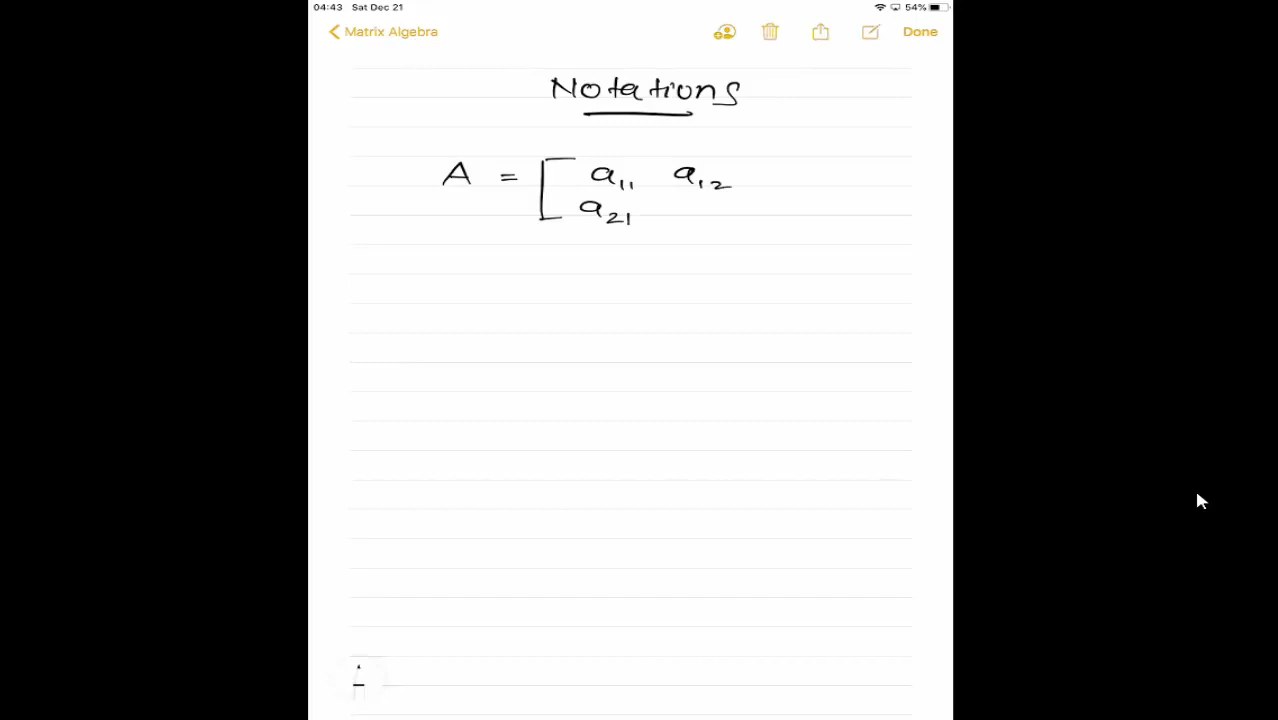 04:43 Sat Dec 21 54%
Matrix Algebra Done
Notations
A = [ a₁₁ a₁₂
a₂₁